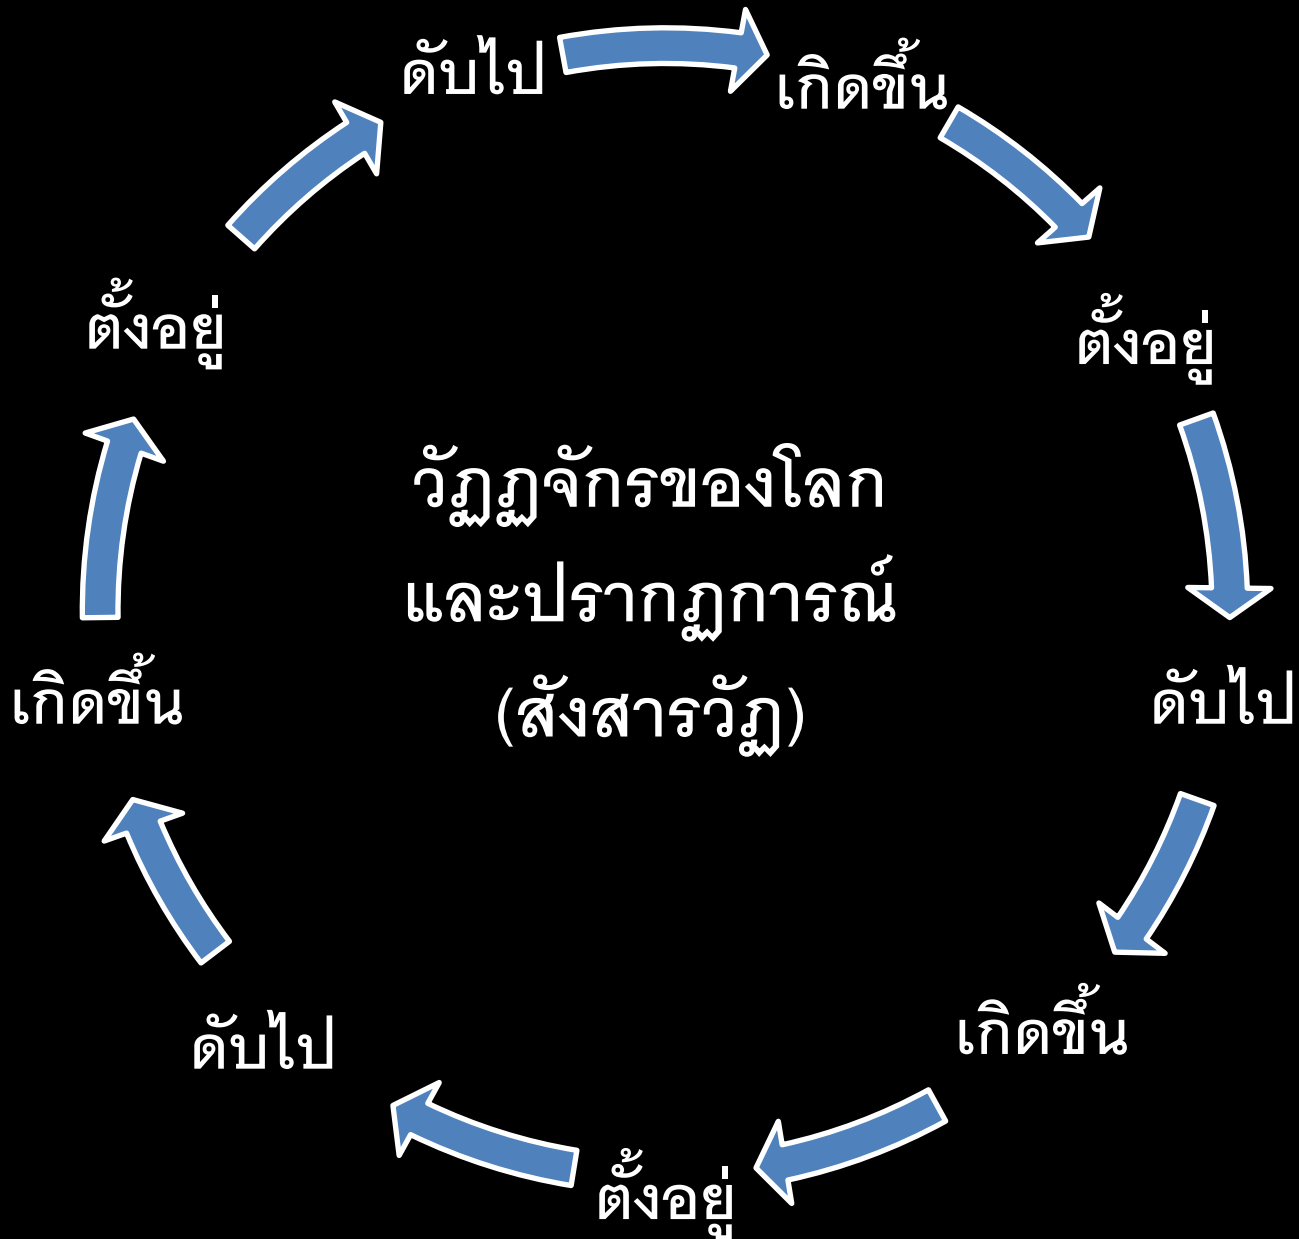 ดับไป
เกิดขึ้น
ตั้งอยู่
ดับไป
เกิดขึ้น
ตั้งอยู่
ดับไป
เกิดขึ้น
ตั้งอยู่
วัฏฏจักรของโลก
และปรากฏการณ์
(สังสารวัฏ)